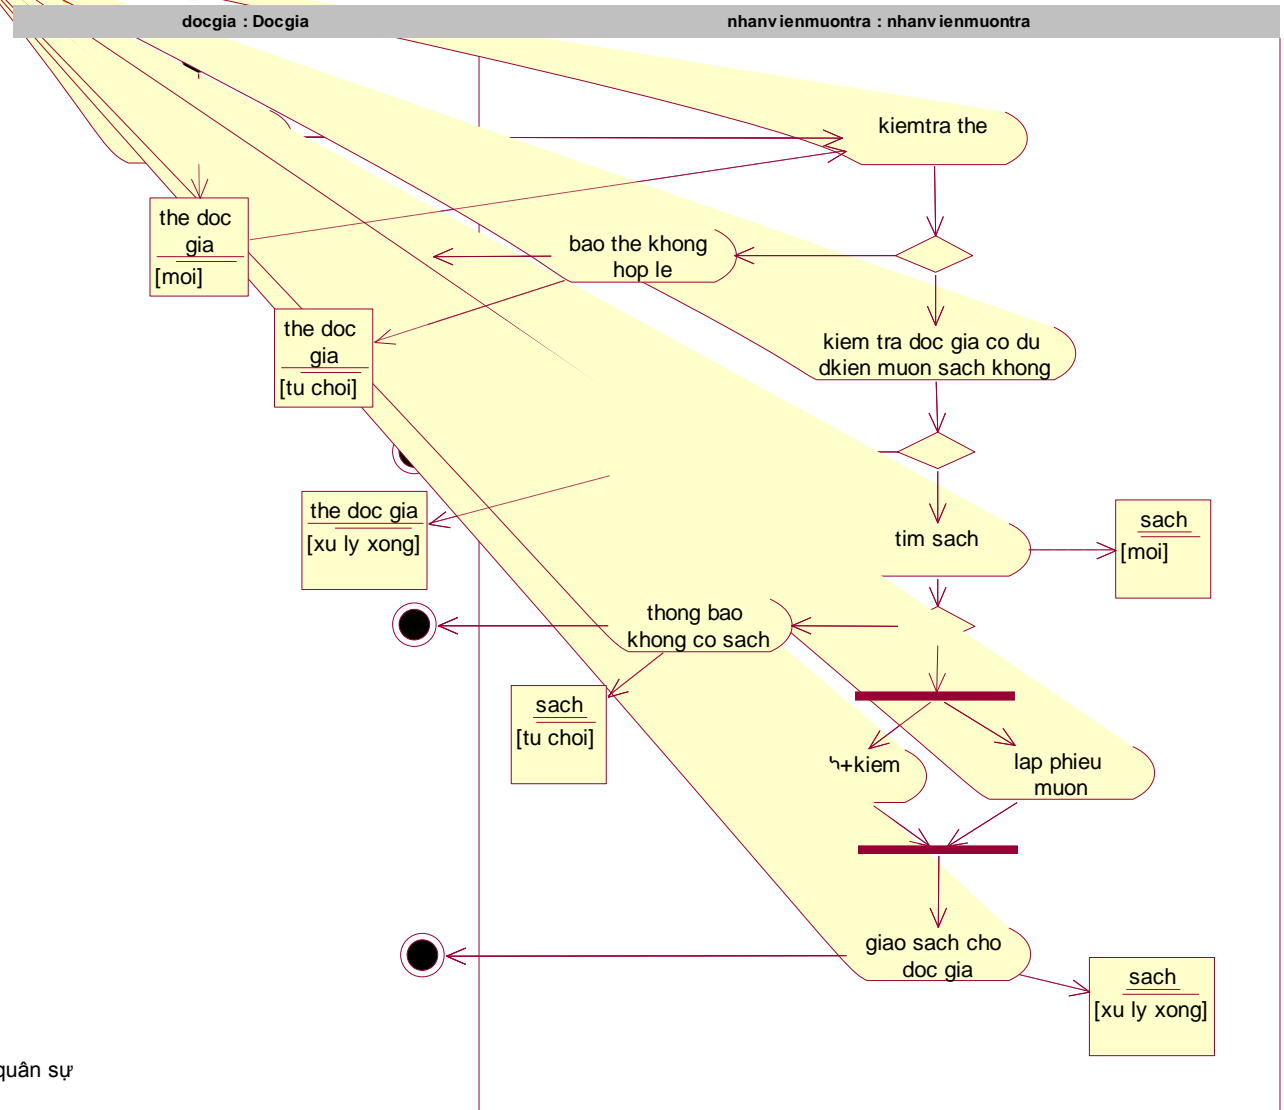 docgia : Docgia
nhanvienmuontra : nhanvienmuontra
kiemtra the
the doc
gia
[moi]
bao the khong
hop le
the doc
gia
[tu choi]
kiem tra doc gia co du
dkien muon sach khong
the doc gia
[xu ly xong]
tim sach
sach
[moi]
thong bao
khong co sach
sach
[tu choi]
+kiem
lap phieu
muon
giao sach cho
doc gia
sach
[xu ly xong]
quân sự